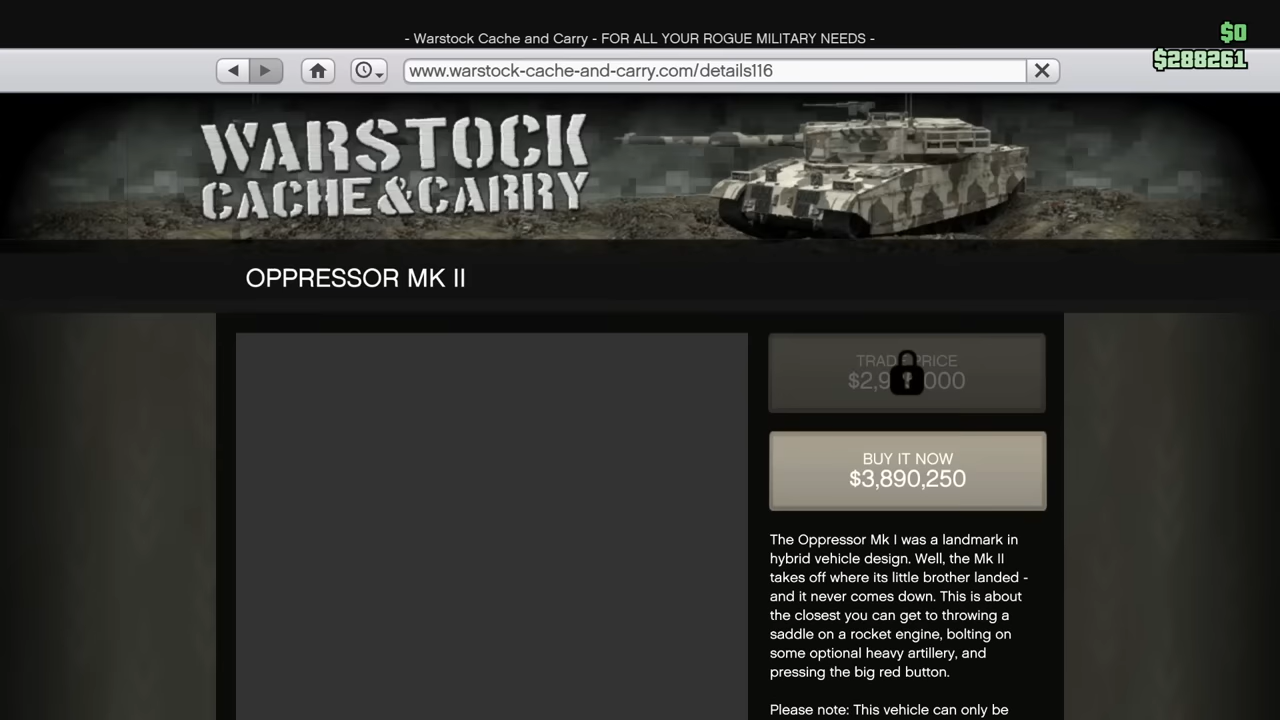 - Warstock Cache and Carry - FOR ALL YOUR ROGUE MILITARY NEEDS -
$0
$288261
www.warstock-cache-and-carry.com/details116
WARSTOCK
CACHE&CARRY
OPPRESSOR MK II
TRADE PRICE
BUY IT NOW
$3,890,250
The Oppressor Mk I was a landmark in
hybrid vehicle design. Well, the Mk II
takes off where its little brother landed -
and it never comes down. This is about
the closest you can get to throwing a
saddle on a rocket engine, bolting on
some optional heavy artillery, and
pressing the big red button.
Please note: This vehicle can only be